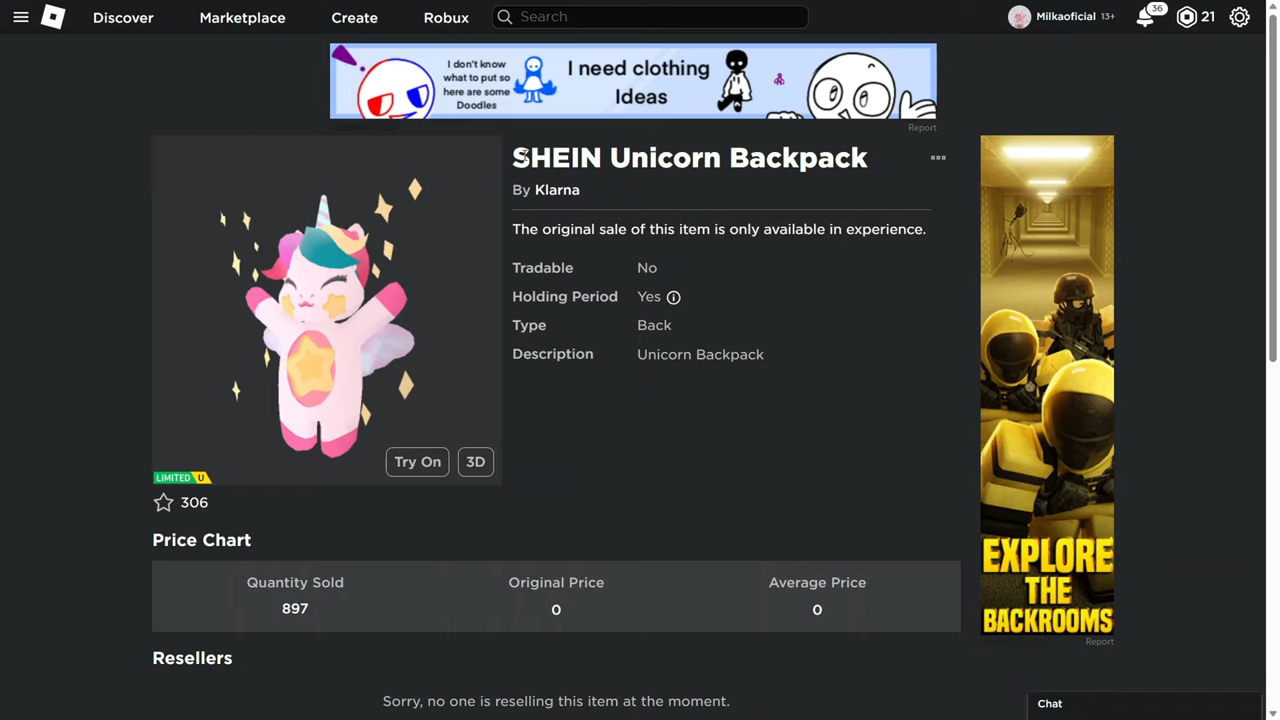 Discover
Marketplace
Create
Robux
Search
Milkaoficial 13+
36
21
I don't know
what to put so
here are some
Doodles
I need clothing
Ideas
Report
SHEIN Unicorn Backpack
By Klarna
The original sale of this item is only available in experience.
Tradable No
Holding Period Yes
Type Back
Description Unicorn Backpack
Try On
3D
LIMITED U
306
EXPLORE
THE
BACKROOMS
Report
Price Chart
Quantity Sold Original Price Average Price
897 0 0
Resellers
Sorry, no one is reselling this item at the moment.
Chat